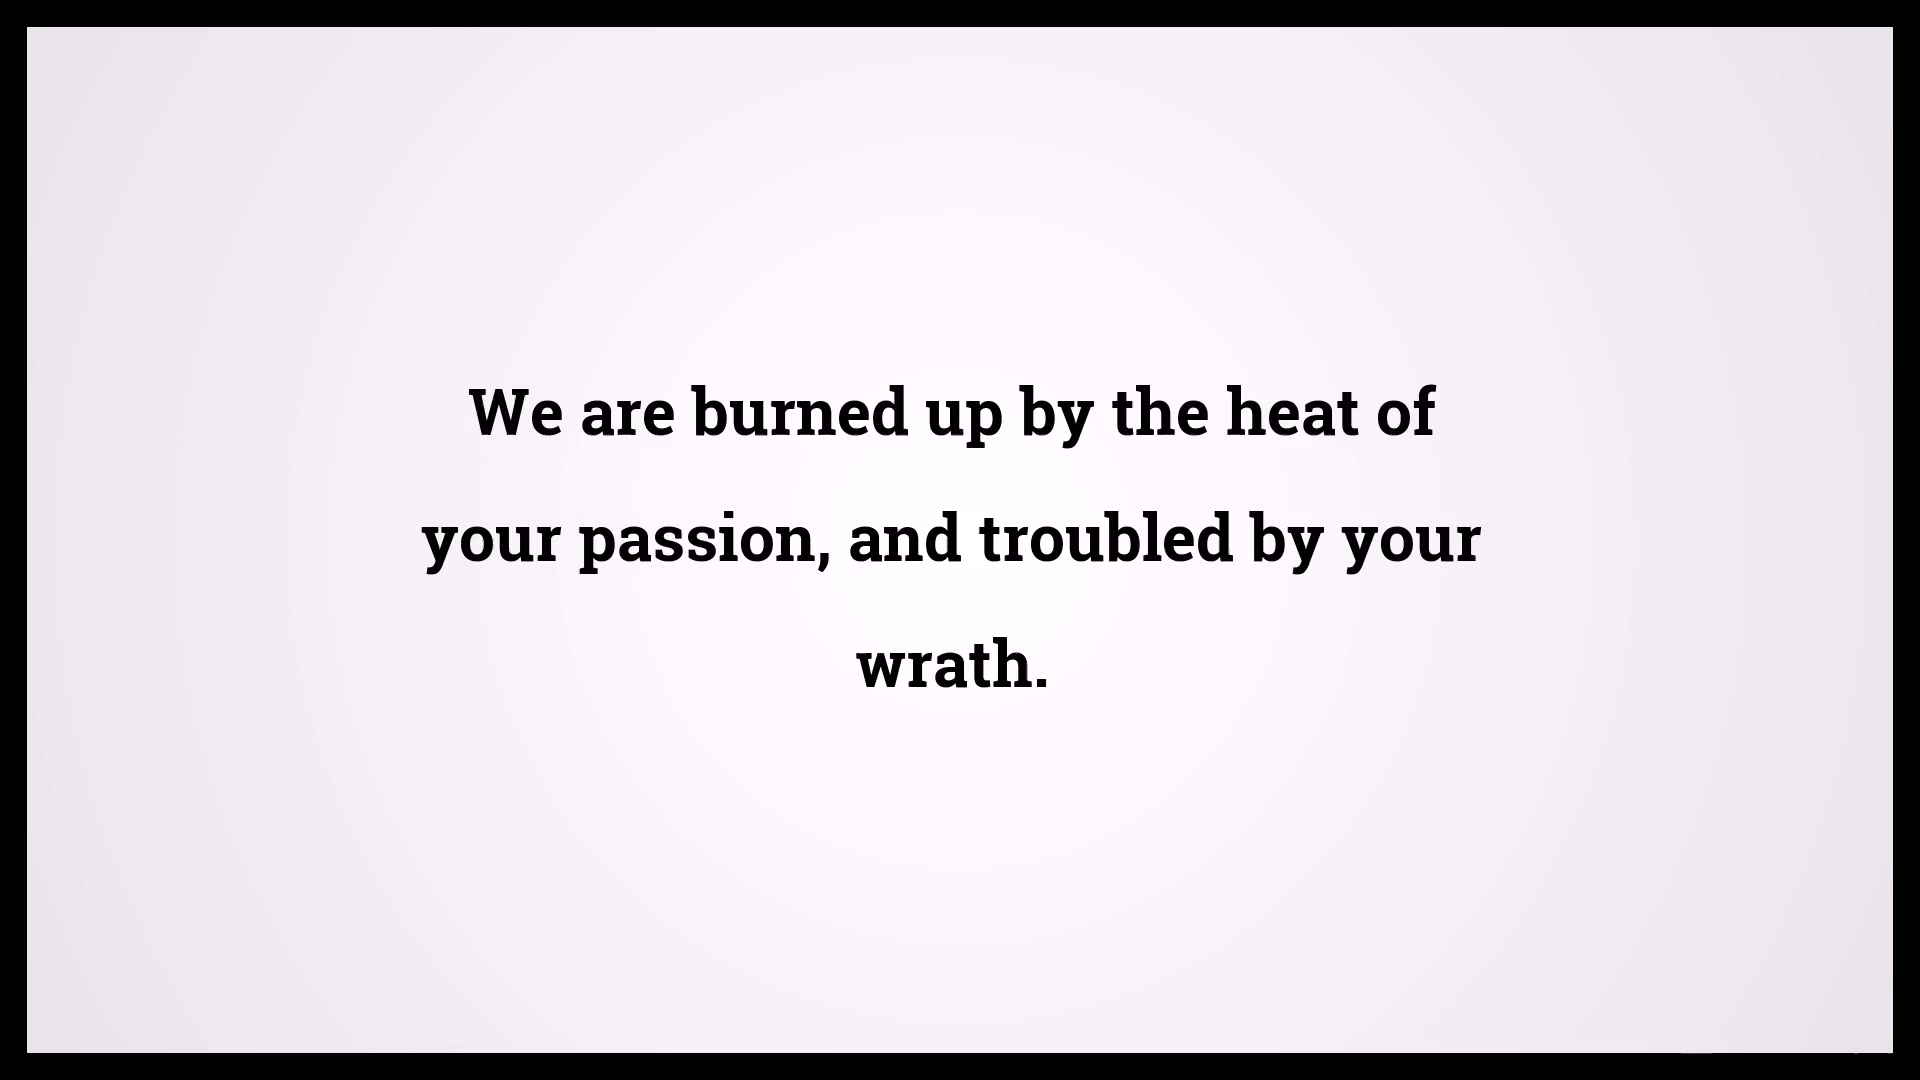 We are burned up by the heat of
your passion, and troubled by your
wrath.